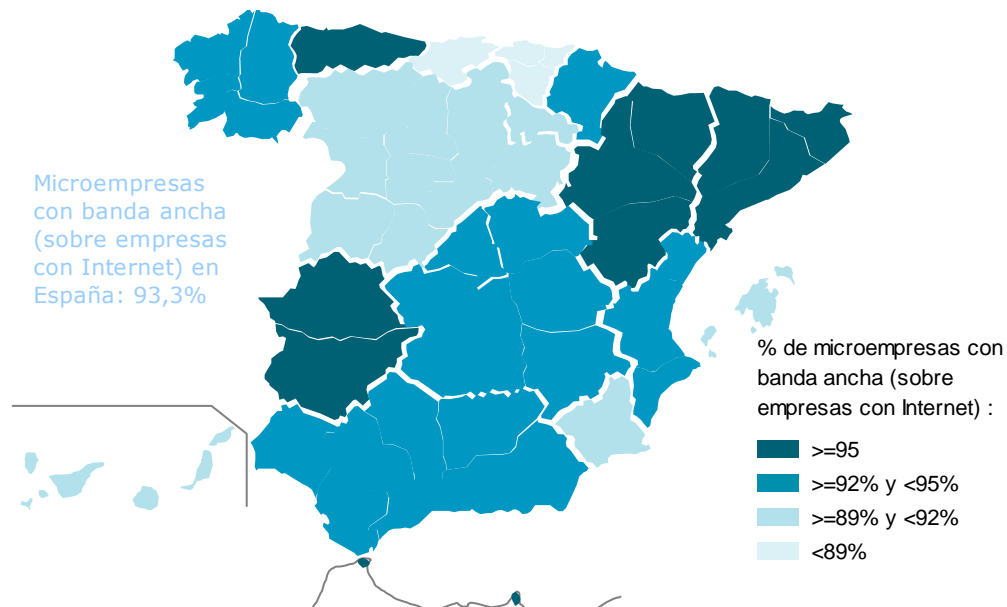 Microempresas
con banda ancha
(sobre empresas
con Internet) en
España: 93,3%
% de microempresas con
banda ancha (sobre
empresas con Internet) :
>=95
>=92% y <95%
>=89% y <92%
<89%